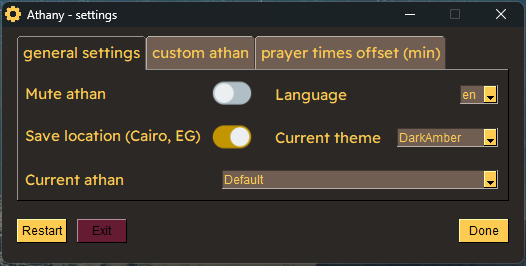 Athany - settings
general settings custom athan prayer times offset (min)
Mute athan Language en
Save location (Cairo, EG) Current theme DarkAmber
Current athan Default
Restart Exit Done